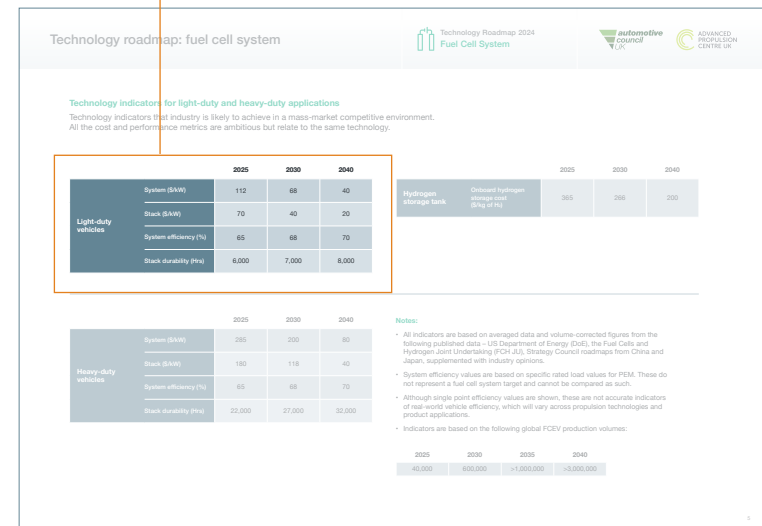 Technology roadmap: fuel cell system
Technology Roadmap 2024
Fuel Cell System
automotive
council
UK
ADVANCED
PROPULSION
CENTRE UK
Technology indicators for light-duty and heavy-duty applications
Technology indicators that industry is likely to achieve in a mass-market competitive environment.
All the cost and performance metrics are ambitious but relate to the same technology.
2025 2030 2040
Light-duty
vehicles
System ($/kW) 112 68 40
Stack ($/kW) 70 40 20
System efficiency (%) 65 68 70
Stack durability (Hrs) 6,000 7,000 8,000
2025 2030 2040
Hydrogen
storage tank
Onboard hydrogen
storage cost
($/kg of H₂)
365 266 200
2025 2030 2040
Heavy-duty
vehicles
System ($/kW) 285 200 80
Stack ($/kW) 180 118 40
System efficiency (%) 65 68 70
Stack durability (Hrs) 22,000 27,000 32,000
Notes:
• All indicators are based on averaged data and volume-corrected figures from the
following published data – US Department of Energy (DoE), the Fuel Cells and
Hydrogen Joint Undertaking (FCH JU), Strategy Council roadmaps from China and
Japan, supplemented with industry opinions.
• System efficiency values are based on specific rated load values for PEM. These do
not represent a fuel cell system target and cannot be compared as such.
• Although single point efficiency values are shown, these are not accurate indicators
of real-world vehicle efficiency, which will vary across propulsion technologies and
product applications.
• Indicators are based on the following global FCEV production volumes:
2025 2030 2035 2040
40,000 600,000 >1,000,000 >3,000,000
5